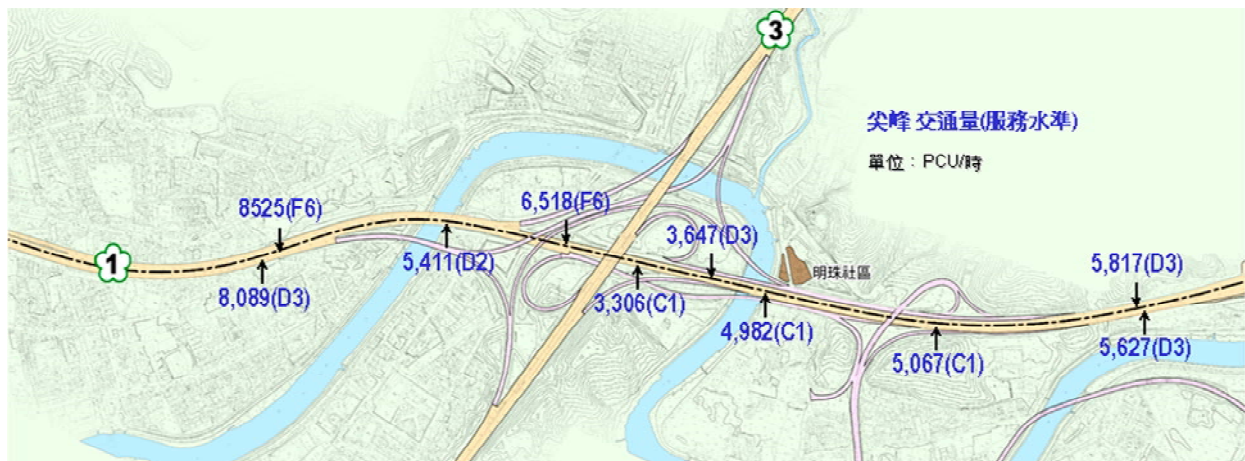 3
尖峰 交通量(服務水準)
單位：PCU/時
8525(F6)
6,518(F6)
3,647(D3)
明珠社區
5,817(D3)
1
8,089(D3)
5,411(D2)
3,306(C1)
4,982(C1)
5,067(C1)
5,627(D3)